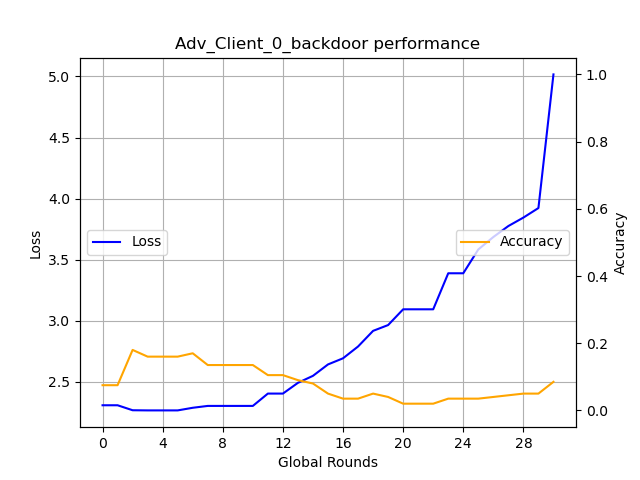 Adv_Client_0_backdoor performance
5.0
4.5
4.0
3.5
3.0
2.5
Loss
Loss
Accuracy
1.0
0.8
0.6
0.4
0.2
0.0
Accuracy
0 4 8 12 16 20 24 28
Global Rounds